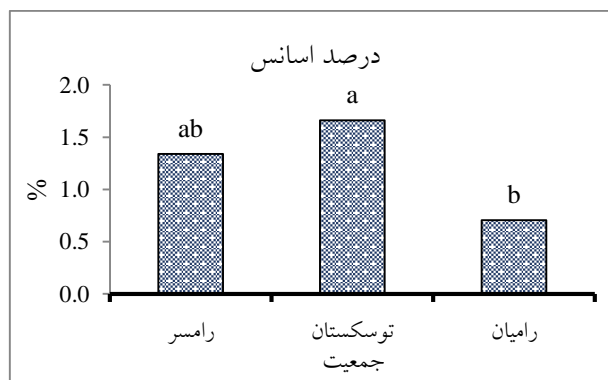 درصد اسانس
2.0
1.5
1.0
0.5
0.0
%
ab
a
b
رامسر
توسکستان
رامیان
جمعیت